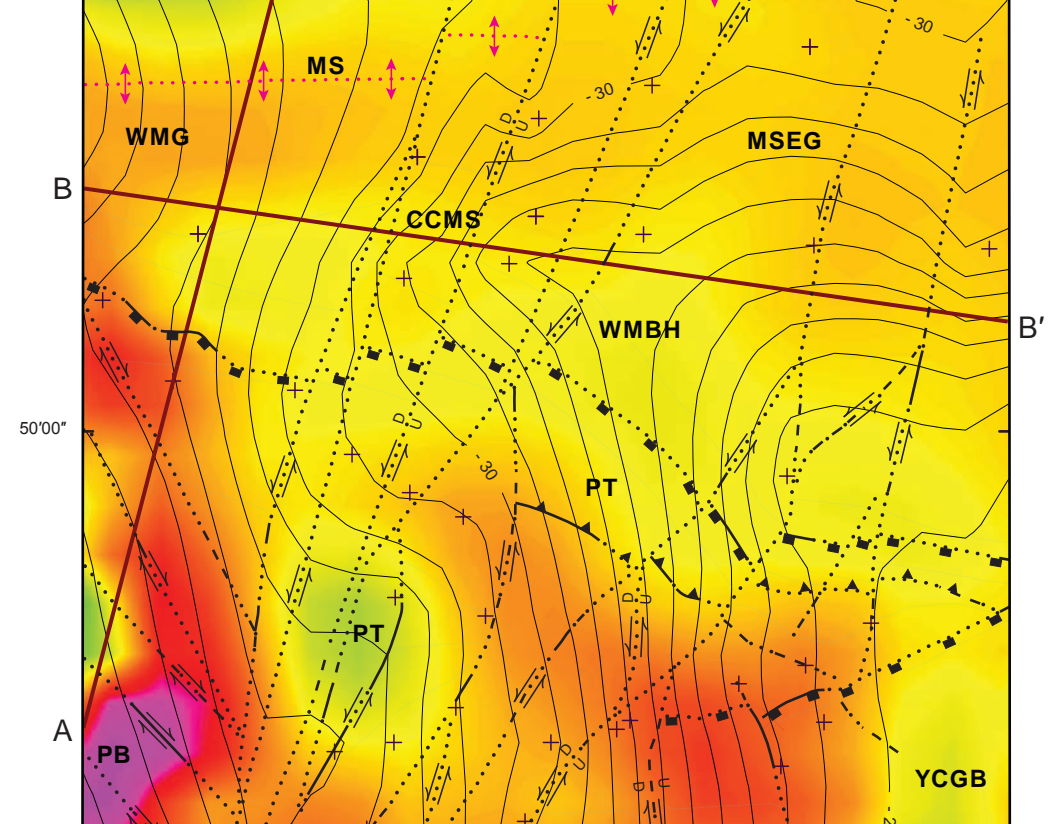 - 30
MS
- 30
D
U
WMG
MSEG
B
CCMS
WMBH
B′
D
U
50′00″
- 30
PT
D
U
PT
A
D
U
PB
U
D
YCGB